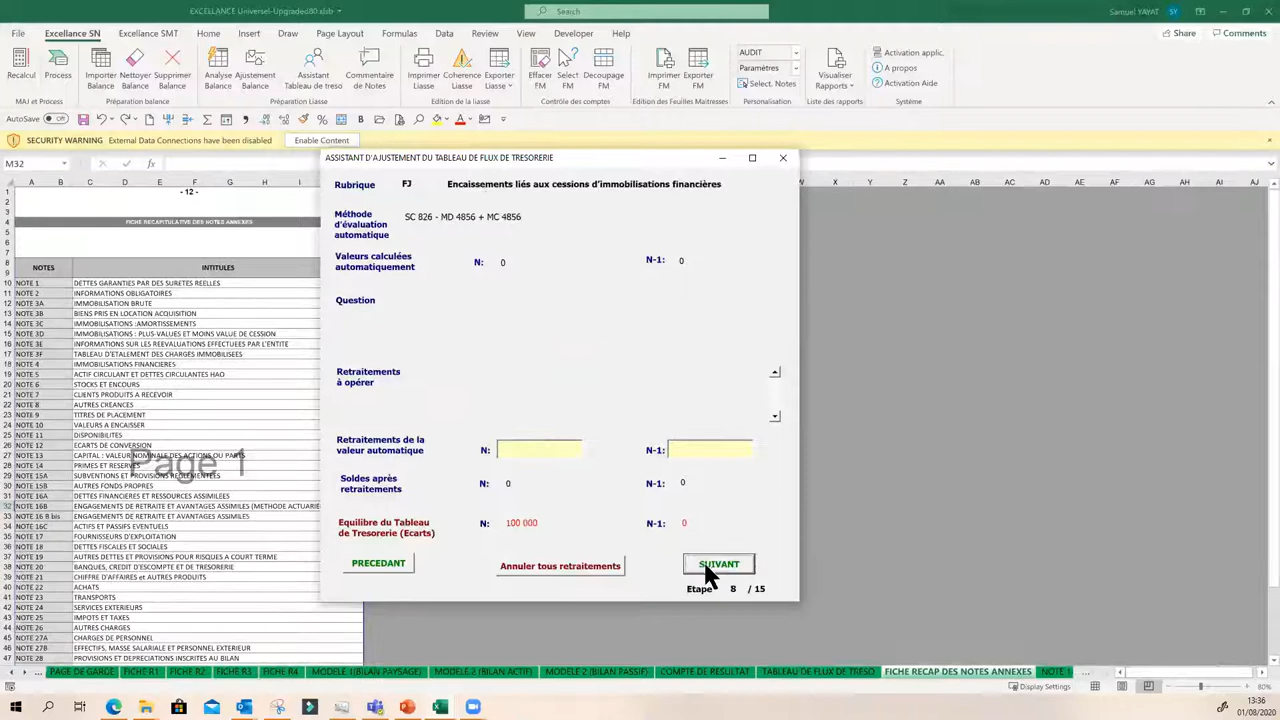 EXCELLANCE Universel-Upgraded80.xlsb
Search
Samuel YAYAT
SY
File Excellance SN Excellance SMT Home Insert Draw Page Layout Formulas Data Review View Developer Help
Share Comments
Recalcul Process Importer Balance Nettoyer Balance Supprimer Balance Analyse Balance Ajustement Balance Assistant Tableau de treso Commentaire de Notes Imprimer Liasse Coherence Liasse Exporter Liasse Effacer FM Select FM Decoupage FM Imprimer FM Exporter FM
AUDIT
Paramètres
Select. Notes
Visualiser Rapports
Activation applic.
A propos
Activation Aide
MAJ et Process Préparation balance Préparation Liasse Edition de la liasse Contrôle des comptes Edition des Feuilles Maitresses Personnalisation Liste des rapports Système
AutoSave Off
SECURITY WARNING External Data Connections have been disabled Enable Content
M32
fx
A B C D E F G H I W X Y Z AA AB AC AD AE AF AG AH AI AJ
ASSISTANT D'AJUSTEMENT DU TABLEAU DE FLUX DE TRESORERIE
Rubrique FJ Encaissements liés aux cessions d'immobilisations financières
Méthode d'évaluation automatique SC 826 - MD 4856 + MC 4856
Valeurs calculées automatiquement N: 0 N-1: 0
Question
Retraitements à opérer
Retraitements de la valeur automatique N: N-1:
Soldes après retraitements N: 0 N-1: 0
Equilibre du Tableau de Tresorerie (Ecarts) N: 100 000 N-1: 0
PRECEDANT Annuler tous retraitements SUIVANT
Etape 8 / 15
- 12 -
FICHE RECAPITULATIVE DES NOTES ANNEXES
NOTES INTITULES
NOTE 1 DETTES GARANTIES PAR DES SURETES REELLES
NOTE 2 INFORMATIONS OBLIGATOIRES
NOTE 3A IMMOBILISATION BRUTE
NOTE 3B BIENS PRIS EN LOCATION ACQUISITION
NOTE 3C IMMOBILISATIONS :AMORTISSEMENTS
NOTE 3D IMMOBILISATIONS : PLUS-VALUES ET MOINS VALUE DE CESSION
NOTE 3E INFORMATIONS SUR LES REEVALUATIONS EFFECTUEES PAR L'ENTITE
NOTE 3F TABLEAU D'ETALEMENT DES CHARGES IMMOBILISEES
NOTE 4 IMMOBILISATIONS FINANCIERES
NOTE 5 ACTIF CIRCULANT ET DETTES CIRCULANTES HAO
NOTE 6 STOCKS ET ENCOURS
NOTE 7 CLIENTS PRODUITS A RECEVOIR
NOTE 8 AUTRES CREANCES
NOTE 9 TITRES DE PLACEMENT
NOTE 10 VALEURS A ENCAISSER
NOTE 11 DISPONIBILITES
NOTE 12 ECARTS DE CONVERSION
NOTE 13 CAPITAL : VALEUR NOMINALE DES ACTIONS OU PARTS
NOTE 14 PRIMES ET RESERVES
NOTE 15A SUBVENTIONS ET PROVISIONS REGLEMENTEES
NOTE 15B AUTRES FONDS PROPRES
NOTE 16A DETTES FINANCIERES ET RESSOURCES ASSIMILEES
NOTE 16B ENGAGEMENTS DE RETRAITE ET AVANTAGES ASSIMILES (METHODE ACTUARIE
NOTE 16 B bis ENGAGEMENTS DE RETRAITE ET AVANTAGES ASSIMILES
NOTE 16C ACTIFS ET PASSIFS EVENTUELS
NOTE 17 FOURNISSEURS D'EXPLOITATION
NOTE 18 DETTES FISCALES ET SOCIALES
NOTE 19 AUTRES DETTES ET PROVISIONS POUR RISQUES A COURT TERME
NOTE 20 BANQUES, CREDIT D'ESCOMPTE ET DE TRESORERIE
NOTE 21 CHIFFRE D'AFFAIRES et AUTRES PRODUITS
NOTE 22 ACHATS
NOTE 23 TRANSPORTS
NOTE 24 SERVICES EXTERIEURS
NOTE 25 IMPOTS ET TAXES
NOTE 26 AUTRES CHARGES
NOTE 27A CHARGES DE PERSONNEL
NOTE 27B EFFECTIFS, MASSE SALARIALE ET PERSONNEL EXTERIEUR
NOTE 28 PROVISIONS ET DEPRECIATIONS INSCRITES AU BILAN
Page 1
PAGE DE GARDE FICHE R1 FICHE R2 FICHE R3 FICHE R4 MODELE 1(BILAN PAYSAGE) MODELE 2 (BILAN ACTIF) MODELE 2 (BILAN PASSIF) COMPTE DE RESULTAT TABLEAU DE FLUX DE TRESO FICHE RECAP DES NOTES ANNEXES NOTE 1
Display Settings
80%
13:36
01/08/2020